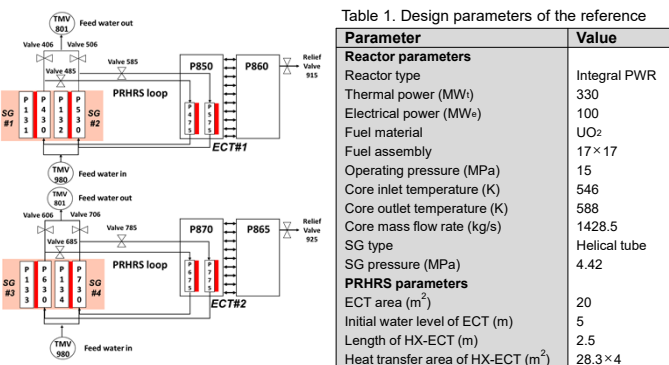 TMV
801
Feed water out
Valve 406 Valve 506
Valve 585
Valve 485
PRHRS loop
P850
P860
Relief
Valve
915
SG
#1
P
1
3
1
P
4
3
0
P
1
3
2
P
5
3
0
SG
#2
P
4
7
5
P
5
7
5
ECT#1
TMV
980
Feed water in
TMV
801
Feed water out
Valve 606 Valve 706
Valve 785
Valve 685
PRHRS loop
P870
P865
Relief
Valve
925
SG
#3
P
1
3
3
P
6
3
0
P
1
3
4
P
7
3
0
SG
#4
P
6
7
5
P
7
7
5
ECT#2
TMV
980
Feed water in
Table 1. Design parameters of the reference
Parameter Value
Reactor parameters
Reactor type Integral PWR
Thermal power (MWt) 330
Electrical power (MWe) 100
Fuel material UO2
Fuel assembly 17×17
Operating pressure (MPa) 15
Core inlet temperature (K) 546
Core outlet temperature (K) 588
Core mass flow rate (kg/s) 1428.5
SG type Helical tube
SG pressure (MPa) 4.42
PRHRS parameters
ECT area (m²) 20
Initial water level of ECT (m) 5
Length of HX-ECT (m) 2.5
Heat transfer area of HX-ECT (m²) 28.3×4